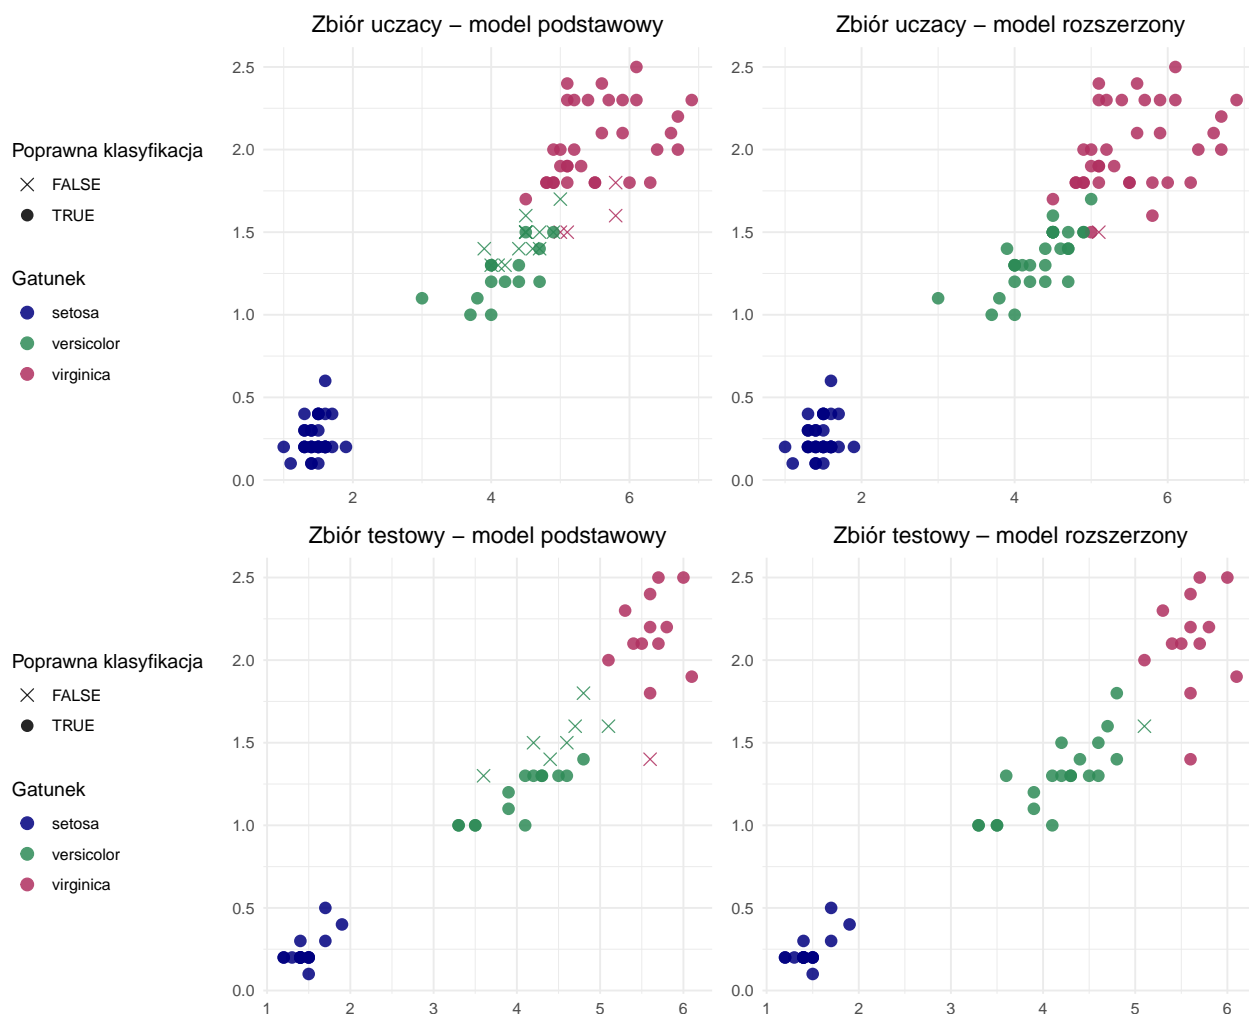 Zbiór uczacy – model podstawowy
Zbiór uczacy – model rozszerzony
Poprawna klasyfikacja
FALSE
TRUE
Gatunek
setosa
versicolor
virginica
2.5
2.0
1.5
1.0
0.5
0.0
2 4 6
2.5
2.0
1.5
1.0
0.5
0.0
2 4 6
Zbiór testowy – model podstawowy
Zbiór testowy – model rozszerzony
Poprawna klasyfikacja
FALSE
TRUE
Gatunek
setosa
versicolor
virginica
2.5
2.0
1.5
1.0
0.5
0.0
1 2 3 4 5 6
2.5
2.0
1.5
1.0
0.5
0.0
1 2 3 4 5 6